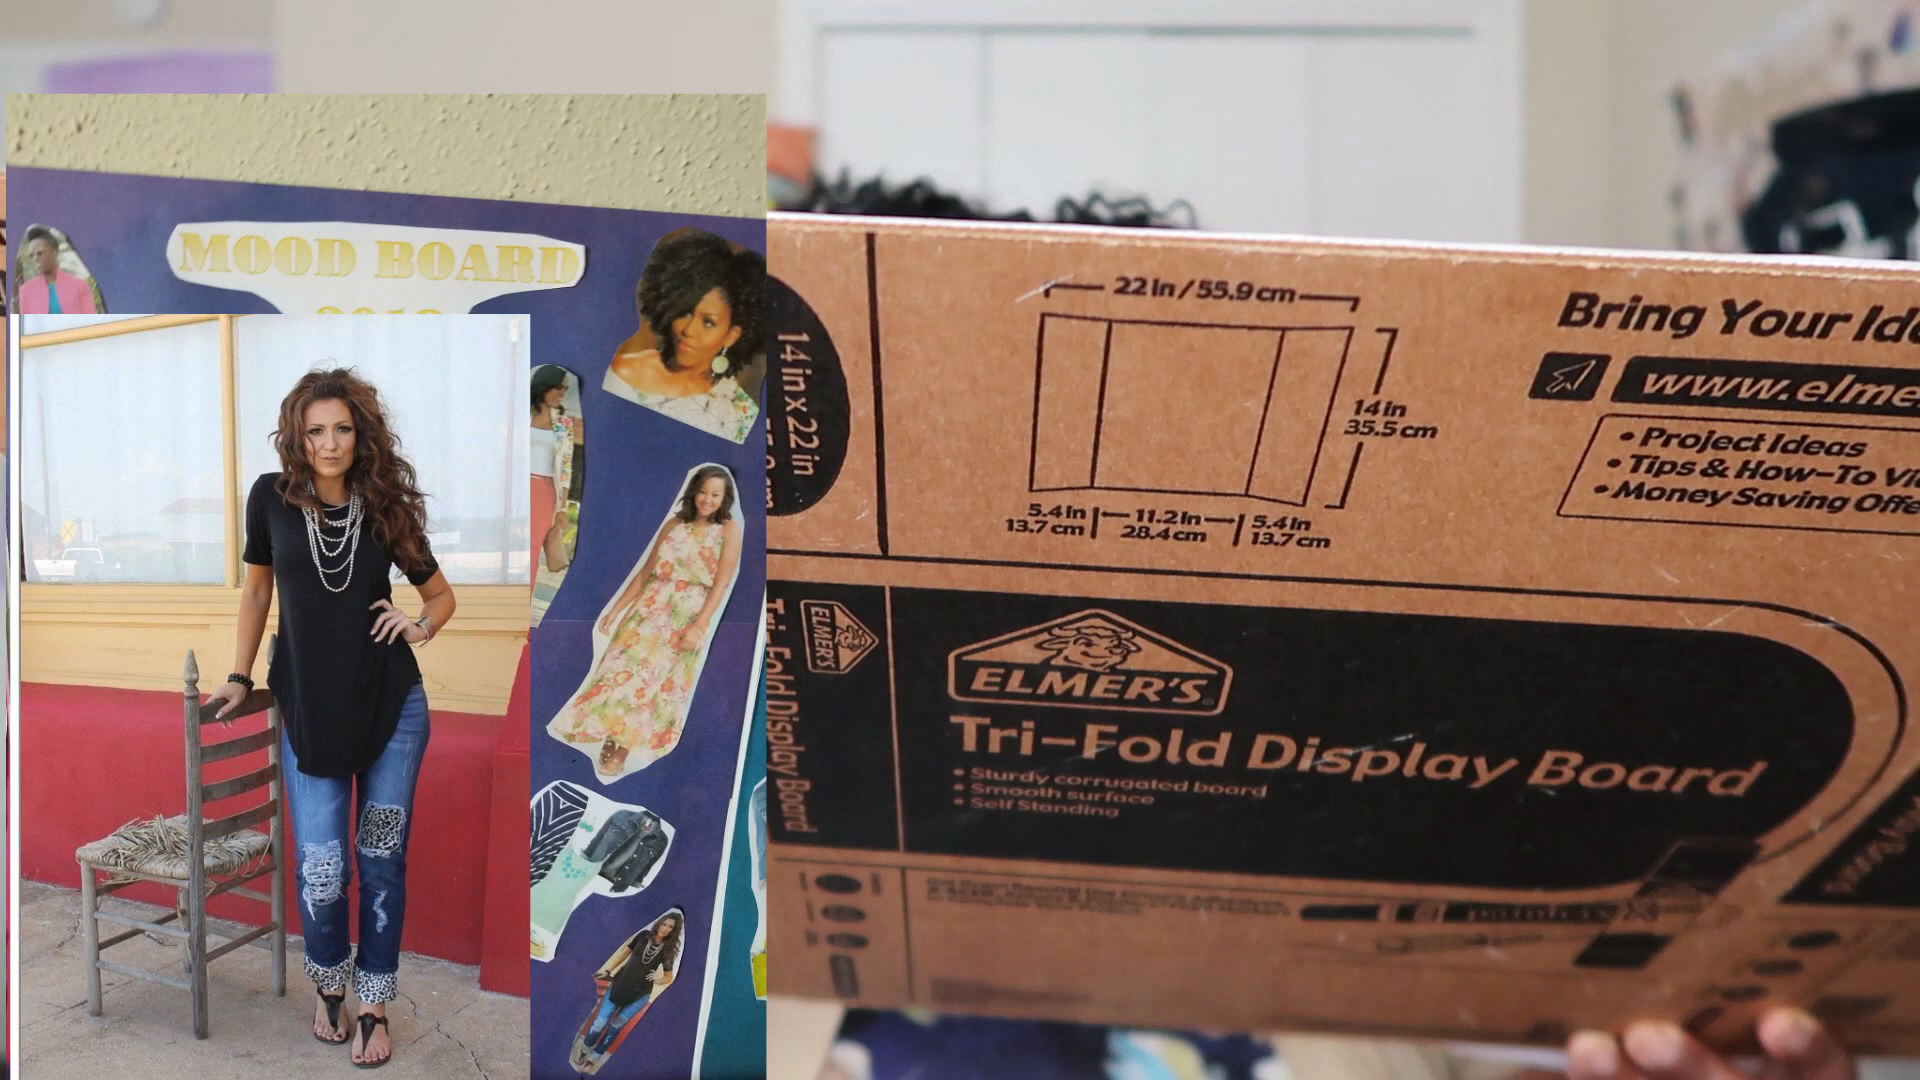 MOOD BOARD
14 in x 22 in
22 in / 55.9 cm
14 in
35.5 cm
5.4 in
13.7 cm
11.2 in
28.4 cm
5.4 in
13.7 cm
Bring Your
www.elme
• Project Ideas
• Tips & How-To
• Money Saving
ELMER'S
Tri-Fold Display Board
ELMER'S
Tri-Fold Display Board
• Sturdy corrugated board
• Smooth surface
• Self Standing
painters